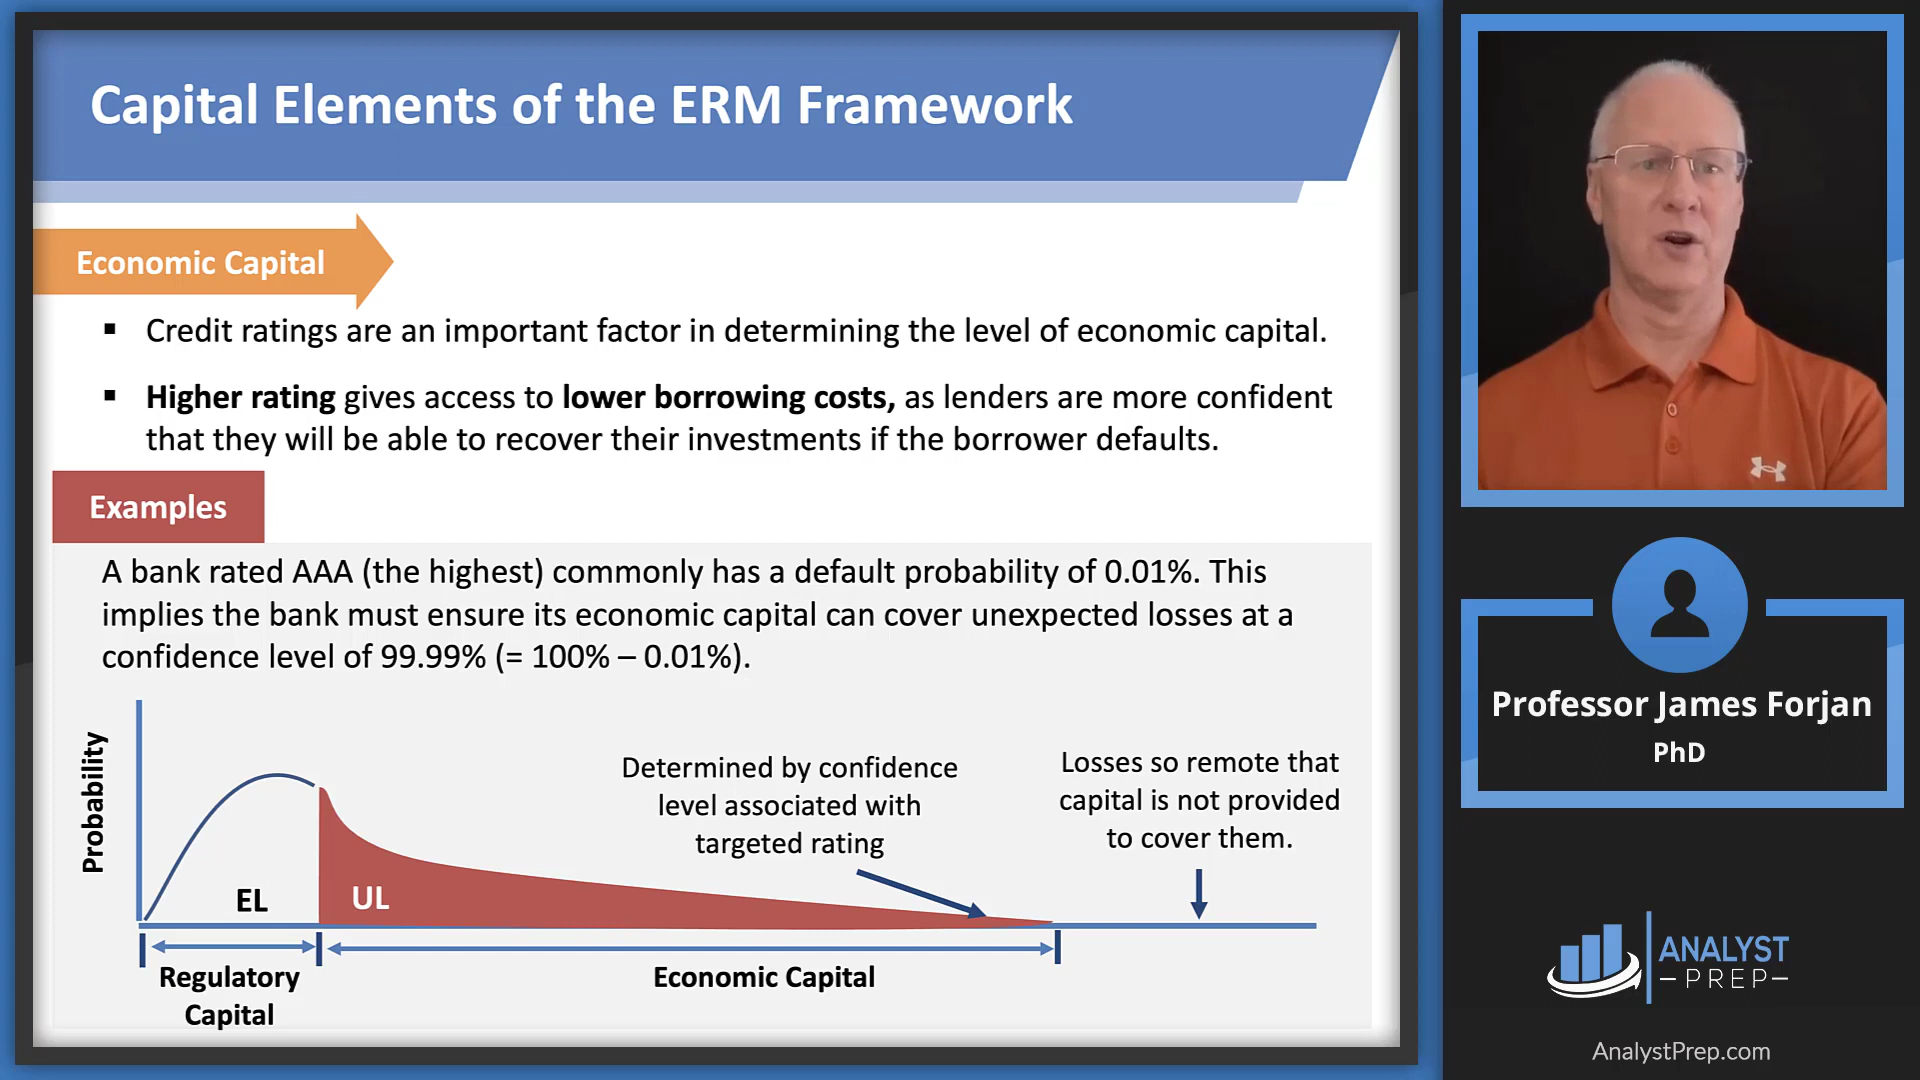 Capital Elements of the ERM Framework
Economic Capital
▪ Credit ratings are an important factor in determining the level of economic capital.
▪ Higher rating gives access to lower borrowing costs, as lenders are more confident
that they will be able to recover their investments if the borrower defaults.
Examples
A bank rated AAA (the highest) commonly has a default probability of 0.01%. This
implies the bank must ensure its economic capital can cover unexpected losses at a
confidence level of 99.99% (= 100% – 0.01%).
Probability
Determined by confidence
level associated with
targeted rating
Losses so remote that
capital is not provided
to cover them.
EL
UL
Regulatory
Capital
Economic Capital
Professor James Forjan
PhD
ANALYST
PREP
AnalystPrep.com